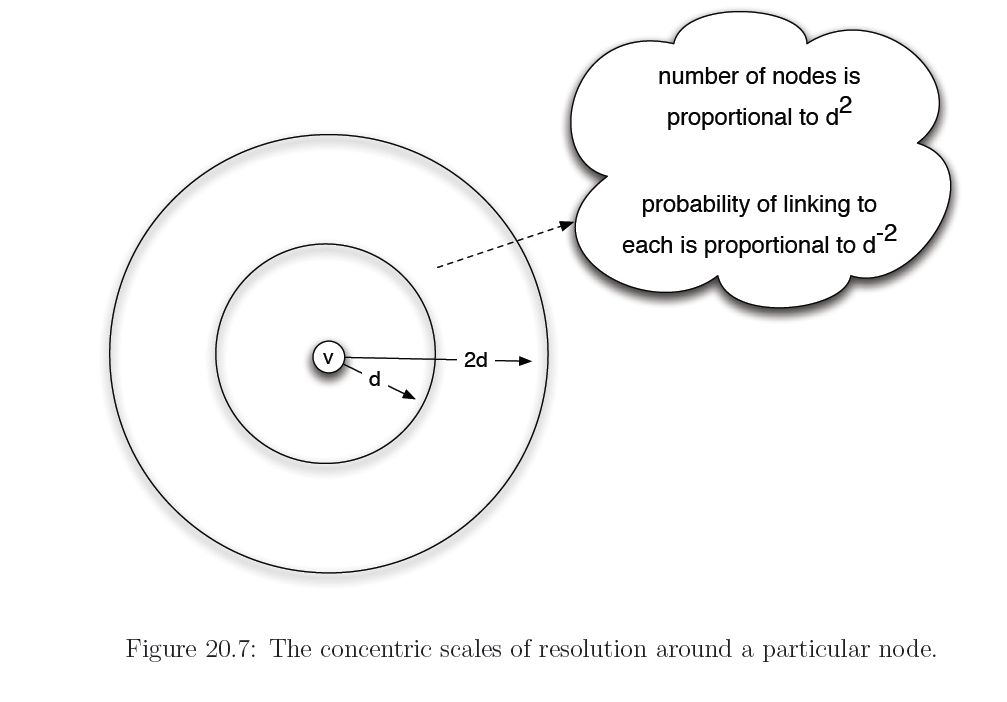 number of nodes is
proportional to d²
probability of linking to
each is proportional to d⁻²
v
2d
d
Figure 20.7: The concentric scales of resolution around a particular node.